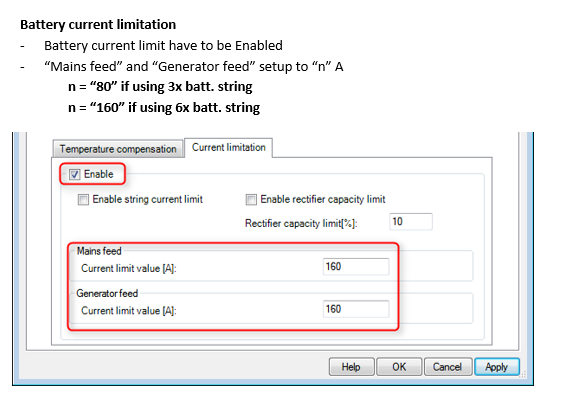 Battery current limitation
- Battery current limit have to be Enabled
- “Mains feed” and “Generator feed” setup to “n” A
n = “80” if using 3x batt. string
n = “160” if using 6x batt. string
Temperature compensation Current limitation
Enable
Enable string current limit Enable rectifier capacity limit
Rectifier capacity limit[%]: 10
Mains feed
Current limit value [A]: 160
Generator feed
Current limit value [A]: 160
Help OK Cancel Apply